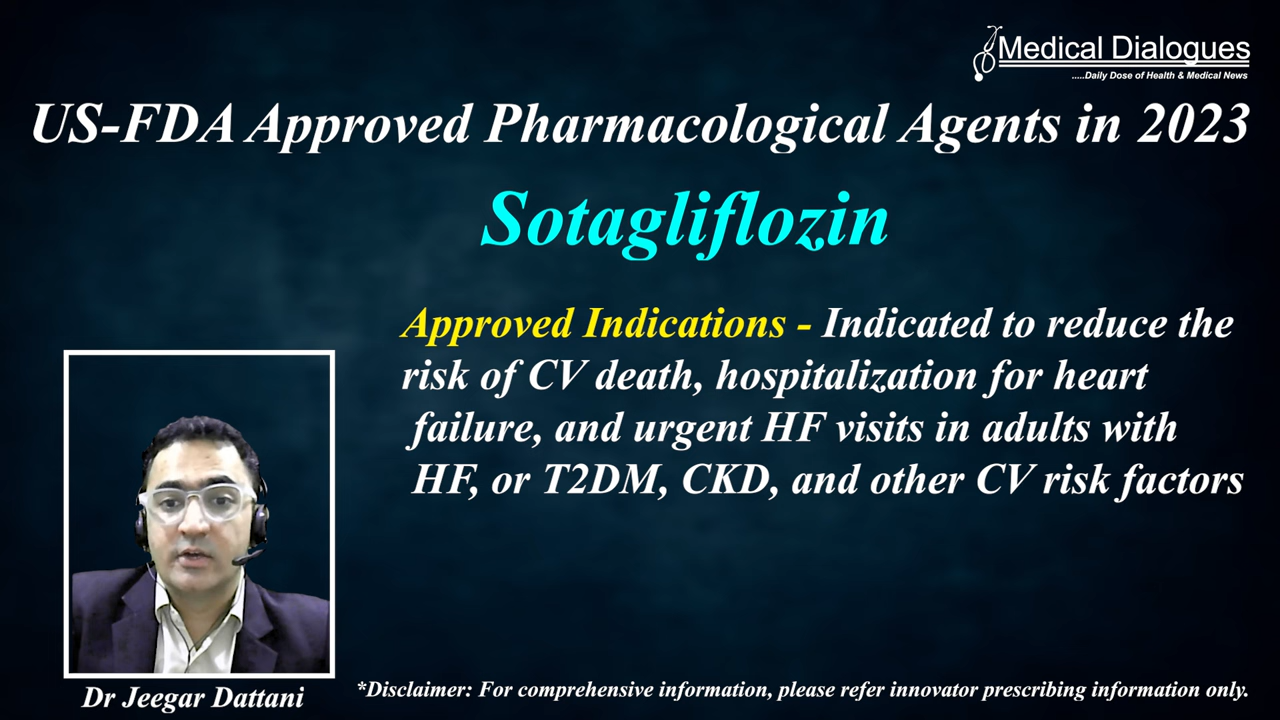 Medical Dialogues
.....Daily Dose of Health & Medical News
US-FDA Approved Pharmacological Agents in 2023
Sotagliflozin
Approved Indications - Indicated to reduce the
risk of CV death, hospitalization for heart
failure, and urgent HF visits in adults with
HF, or T2DM, CKD, and other CV risk factors
Dr Jeegar Dattani
*Disclaimer: For comprehensive information, please refer innovator prescribing information only.